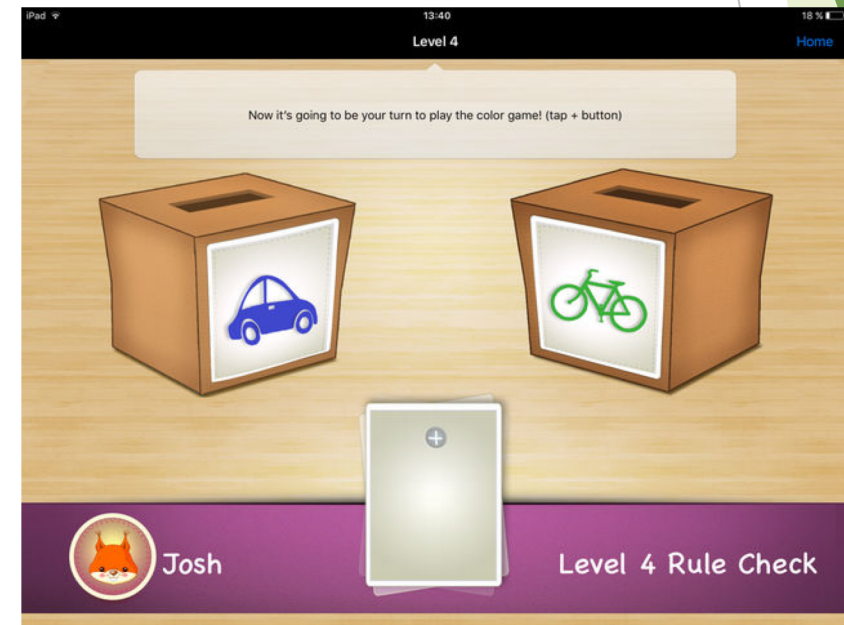 iPad 13:40 18 %
Level 4 Home
Now it's going to be your turn to play the color game! (tap + button)
+
Josh Level 4 Rule Check